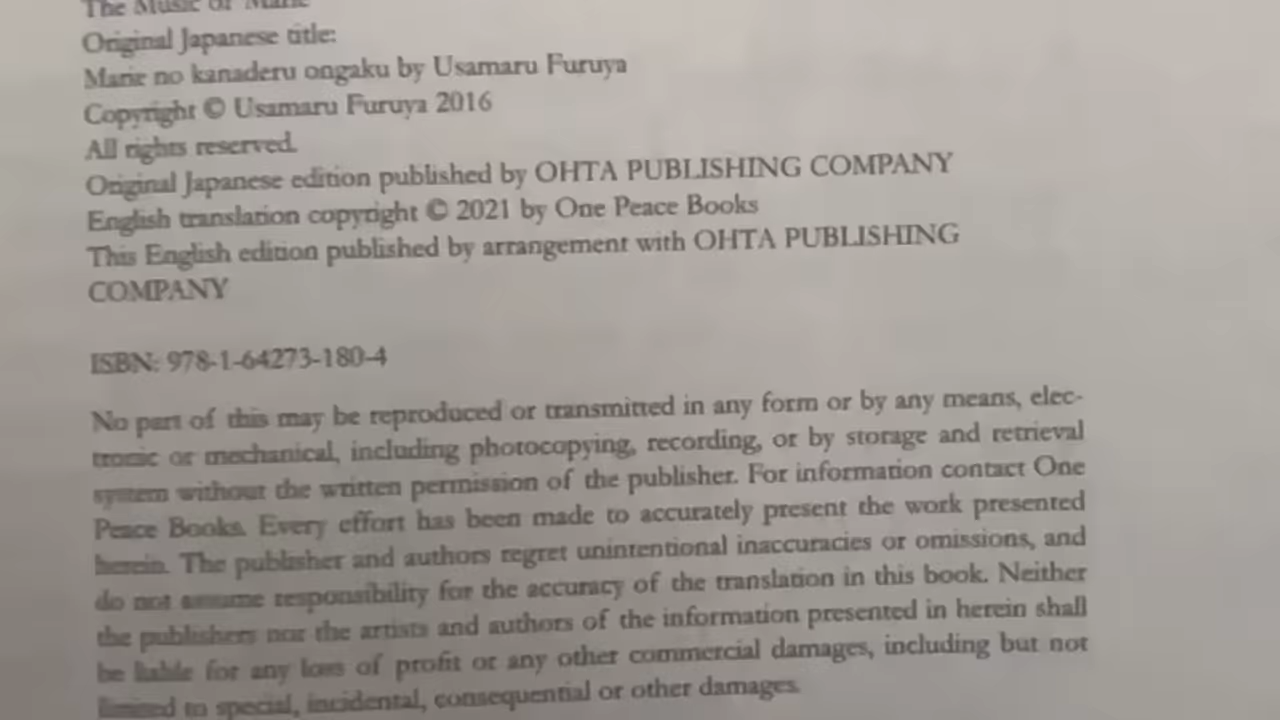 The Music of Marie
Original Japanese title:
Marie no kanaderu ongaku by Usamaru Furuya
Copyright © Usamaru Furuya 2016
All rights reserved.
Original Japanese edition published by OHTA PUBLISHING COMPANY
English translation copyright © 2021 by One Peace Books
This English edition published by arrangement with OHTA PUBLISHING
COMPANY
ISBN: 978-1-64273-180-4
No part of this may be reproduced or transmitted in any form or by any means, elec-
tronic or mechanical, including photocopying, recording, or by storage and retrieval
system without the written permission of the publisher. For information contact One
Peace Books. Every effort has been made to accurately present the work presented
herein. The publisher and authors regret unintentional inaccuracies or omissions, and
do not assume responsibility for the accuracy of the translation in this book. Neither
the publishers nor the artists and authors of the information presented in herein shall
be liable for any loss of profit or any other commercial damages, including but not
limited to special, incidental, consequential or other damages.